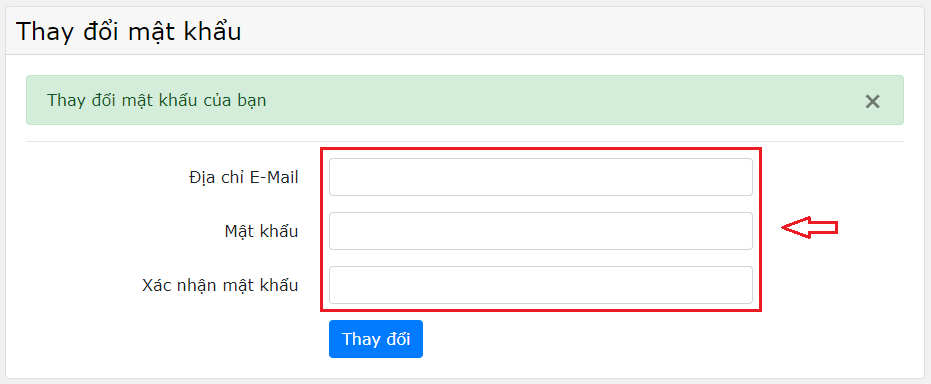 Thay đổi mật khẩu
Thay đổi mật khẩu của bạn
Địa chỉ E-Mail
Mật khẩu
Xác nhận mật khẩu
Thay đổi